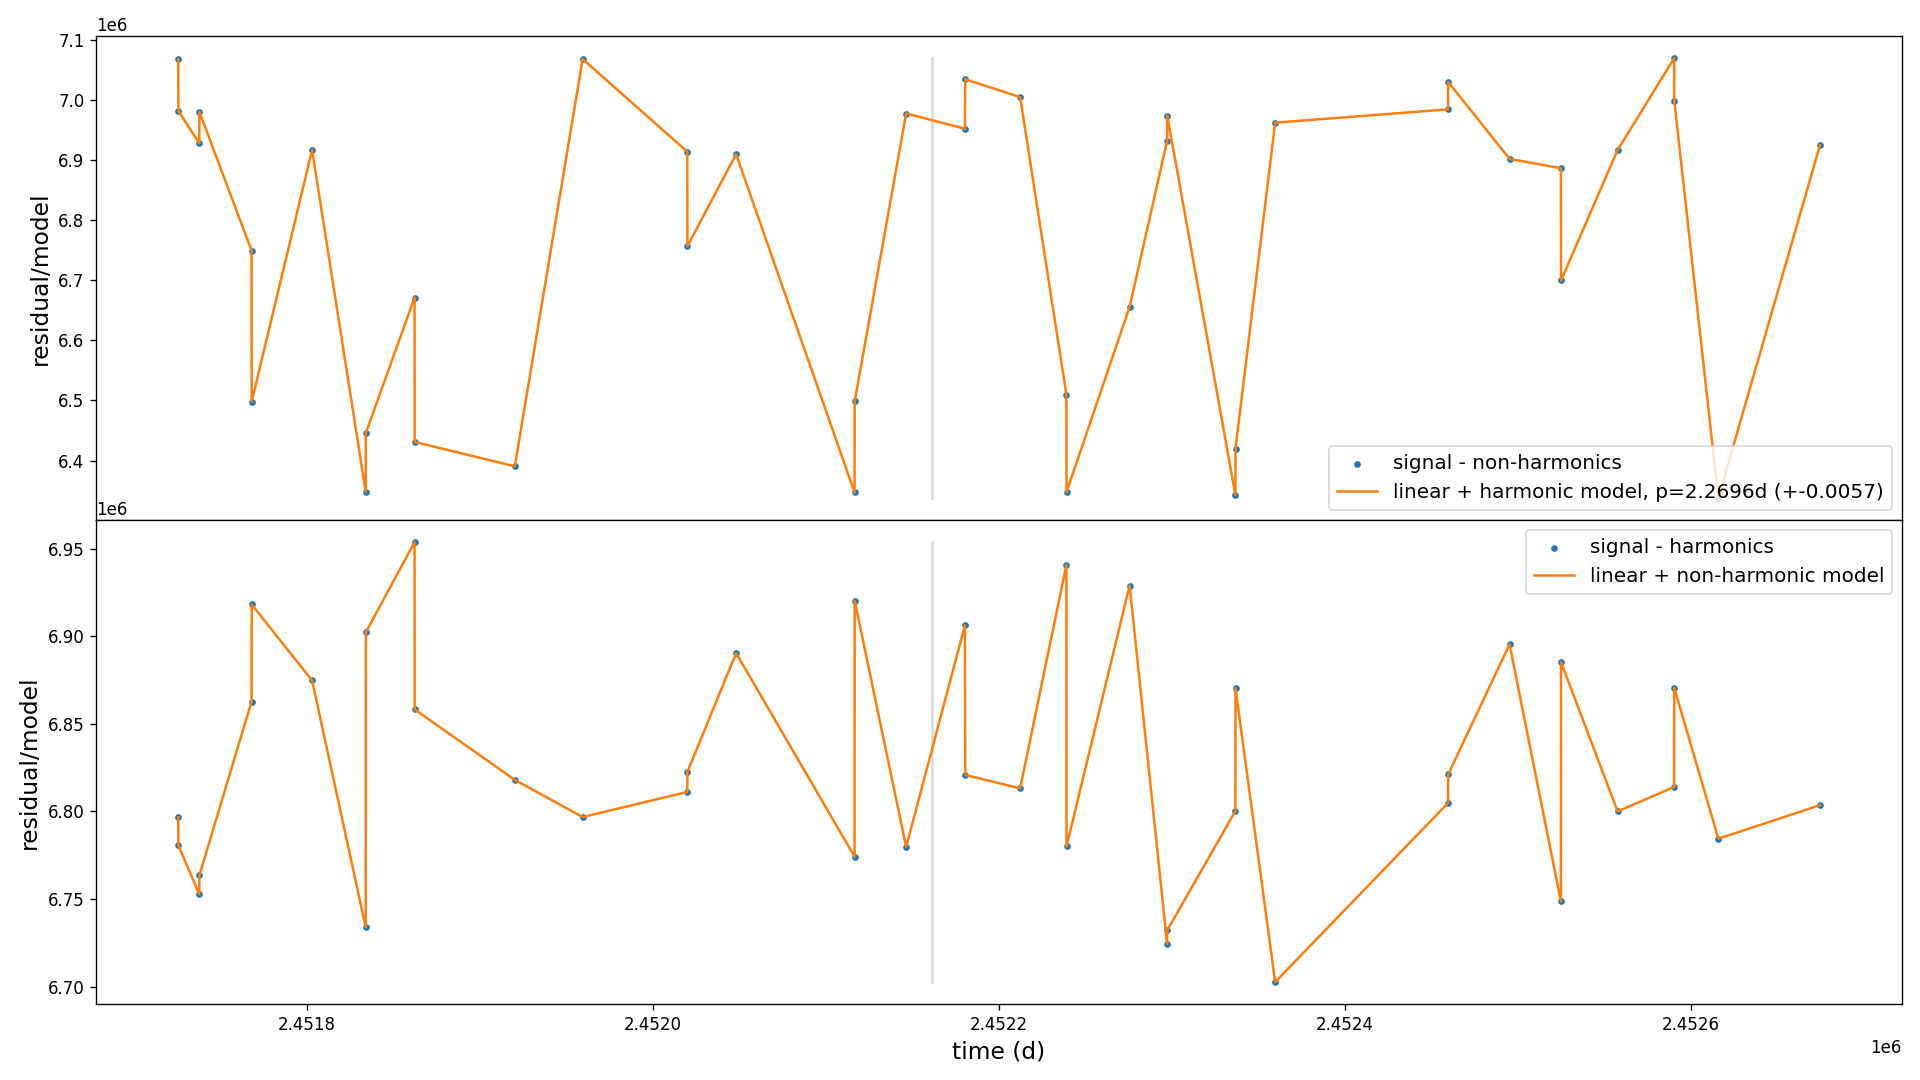 1e6
7.1
7.0
6.9
6.8
6.7
6.6
6.5
6.4
residual/model
signal - non-harmonics
linear + harmonic model, p=2.2696d (+-0.0057)
1e6
6.95
6.90
6.85
6.80
6.75
6.70
residual/model
signal - harmonics
linear + non-harmonic model
2.4518
2.4520
2.4522
2.4524
2.4526
time (d)
1e6